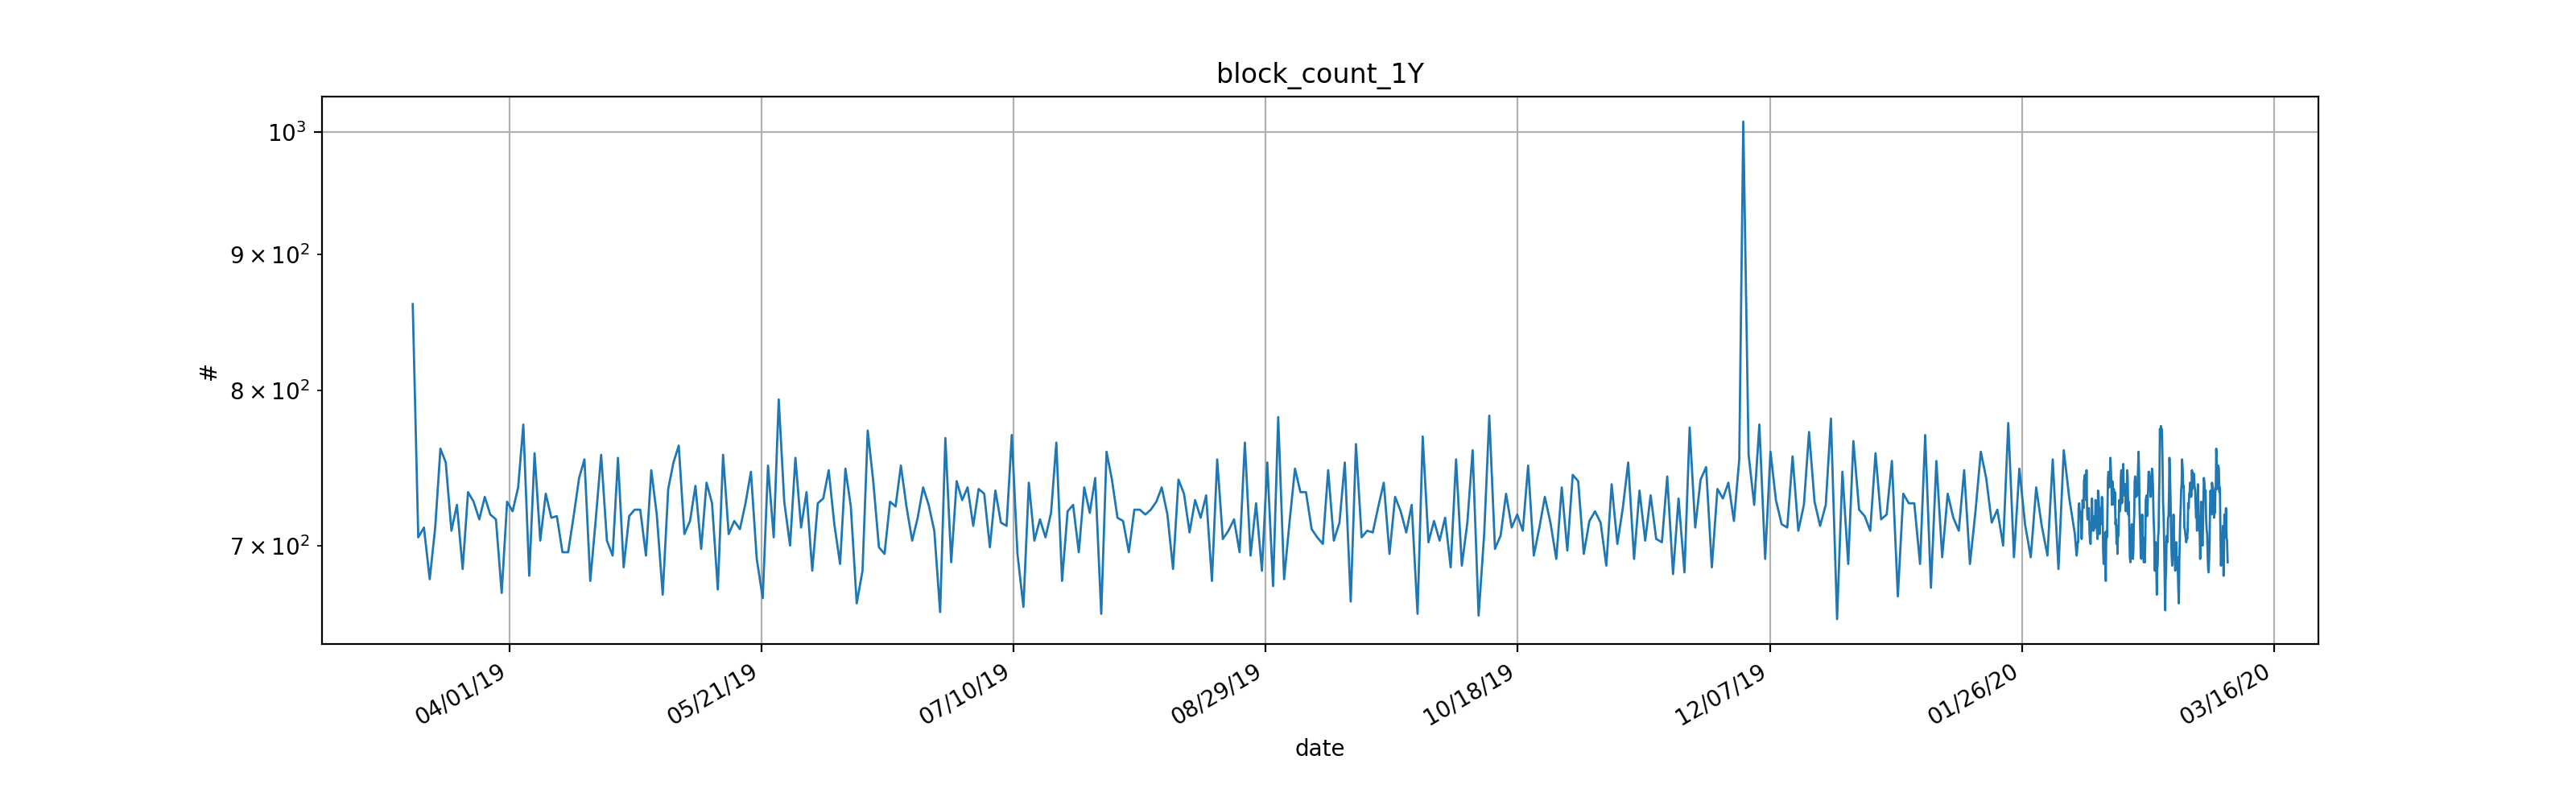 block_count_1Y
10³
9 × 10²
8 × 10²
7 × 10²
#
04/01/19
05/21/19
07/10/19
08/29/19
10/18/19
12/07/19
01/26/20
03/16/20
date